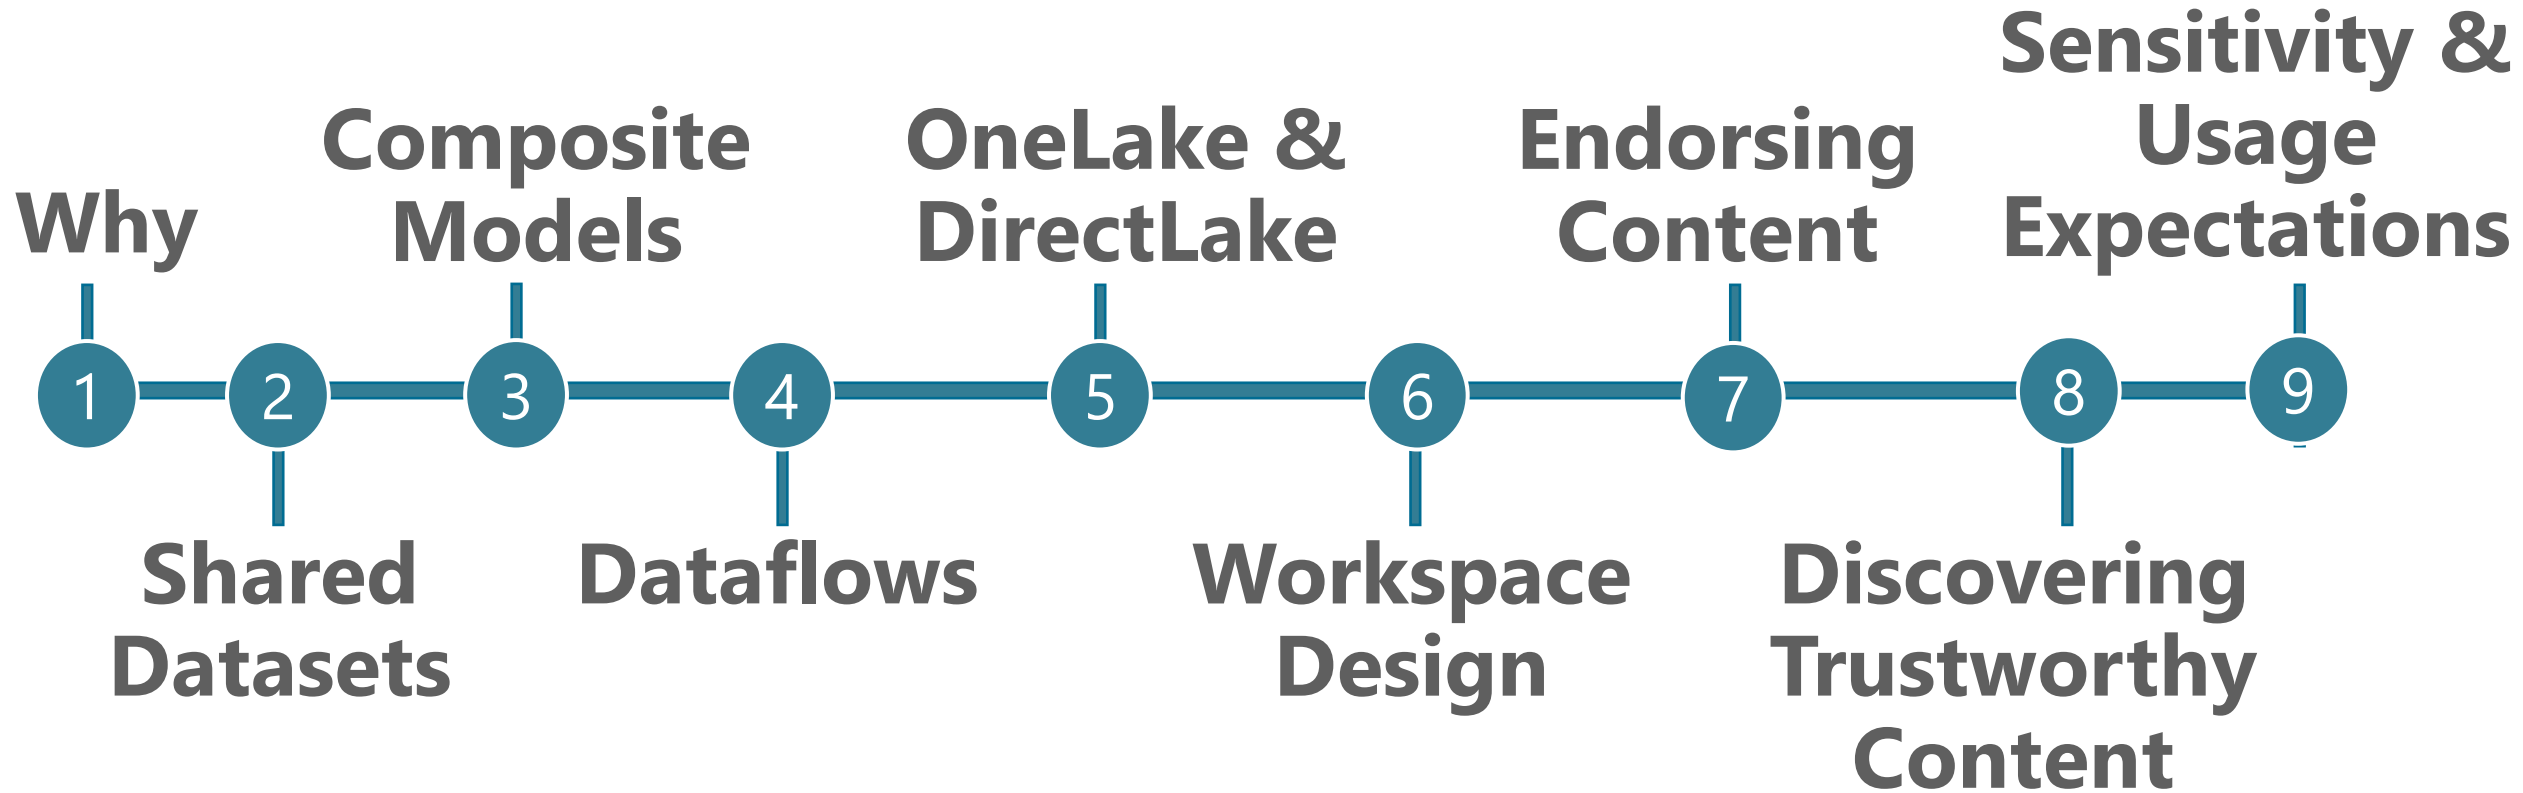 Why
1
2
Shared
Datasets
Composite
Models
3
4
Dataflows
OneLake &
DirectLake
5
6
Workspace
Design
Endorsing
Content
7
8
Discovering
Trustworthy
Content
Sensitivity &
Usage
Expectations
9